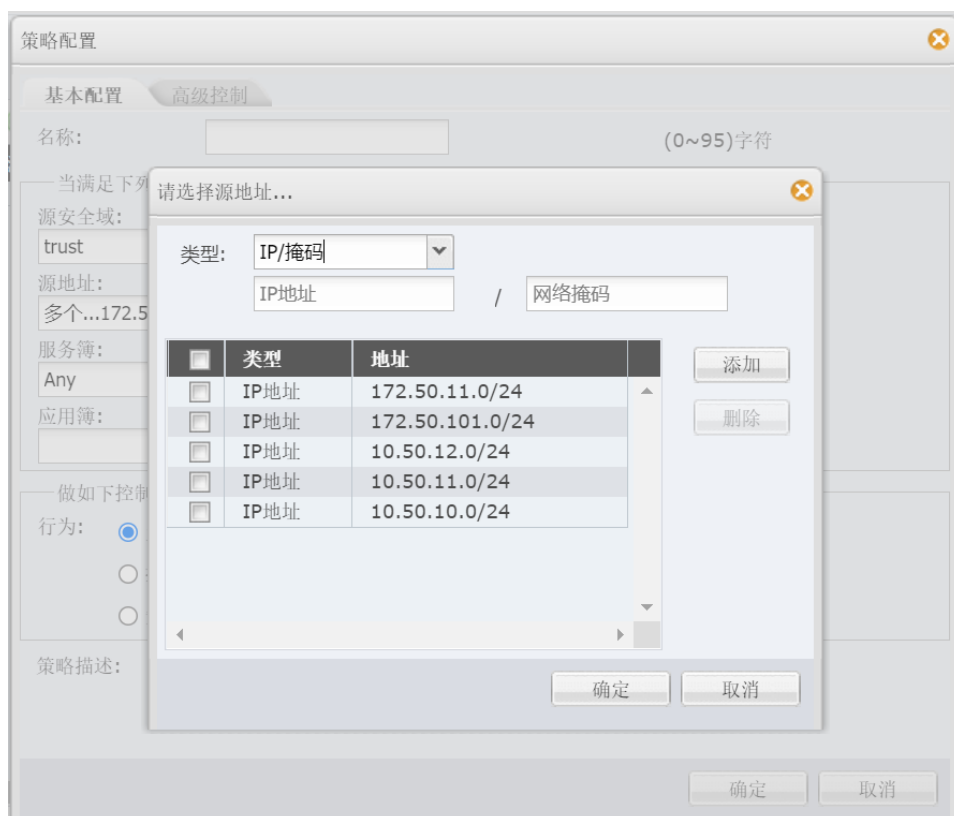 策略配置
基本配置 高级控制
名称: (0~95)字符
当满足下列
请选择源地址...
源安全域:
trust
类型: IP/掩码
源地址:
IP地址 / 网络掩码
多个...172.5
服务簿:
类型 地址 添加
Any
IP地址 172.50.11.0/24
应用簿:
IP地址 172.50.101.0/24 删除
IP地址 10.50.12.0/24
IP地址 10.50.11.0/24
做如下控制
IP地址 10.50.10.0/24
行为:
策略描述:
确定 取消
确定 取消